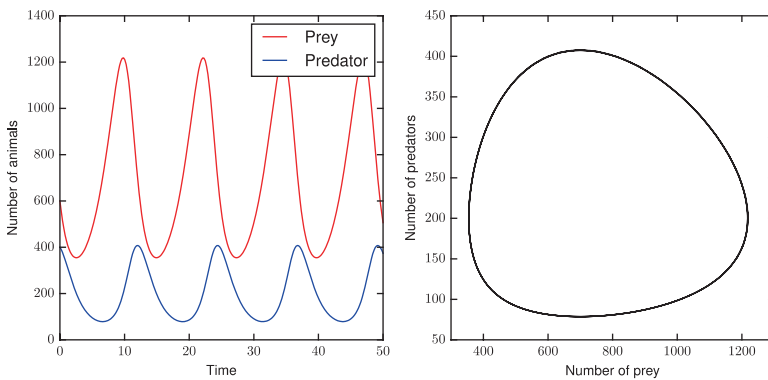 1400
1200
1000
800
600
400
200
0
Number of animals
0 10 20 30 40 50
Time
Prey
Predator
450
400
350
300
250
200
150
100
50
Number of predators
400 600 800 1000 1200
Number of prey